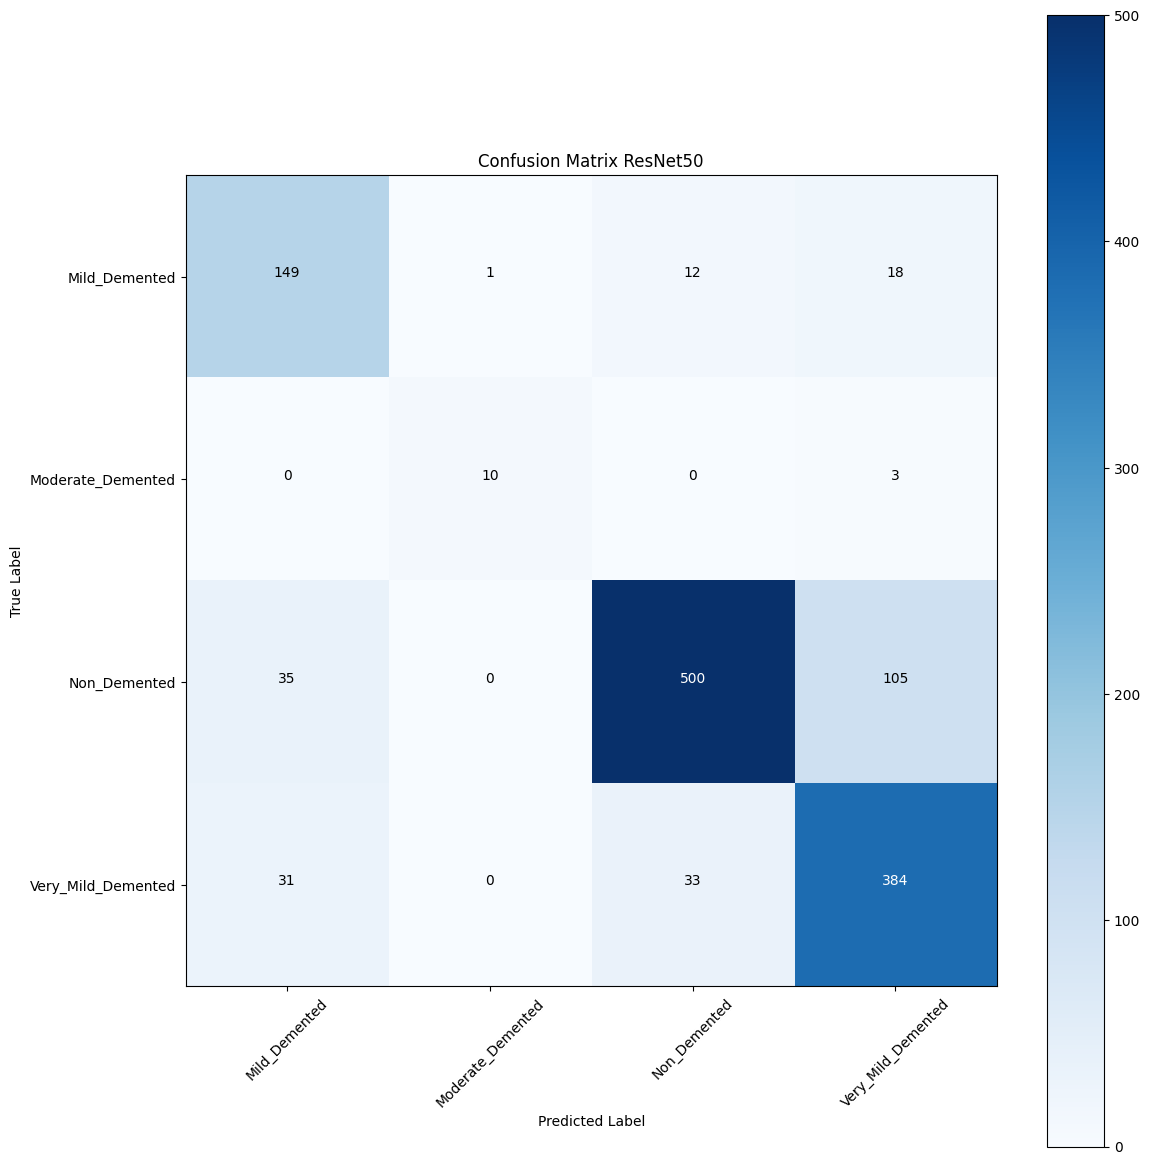 Confusion Matrix ResNet50
True Label
Mild_Demented
149 1 12 18
Moderate_Demented
0 10 0 3
Non_Demented
35 0 500 105
Very_Mild_Demented
31 0 33 384
Mild_Demented
Moderate_Demented
Non_Demented
Very_Mild_Demented
Predicted Label
500
400
300
200
100
0